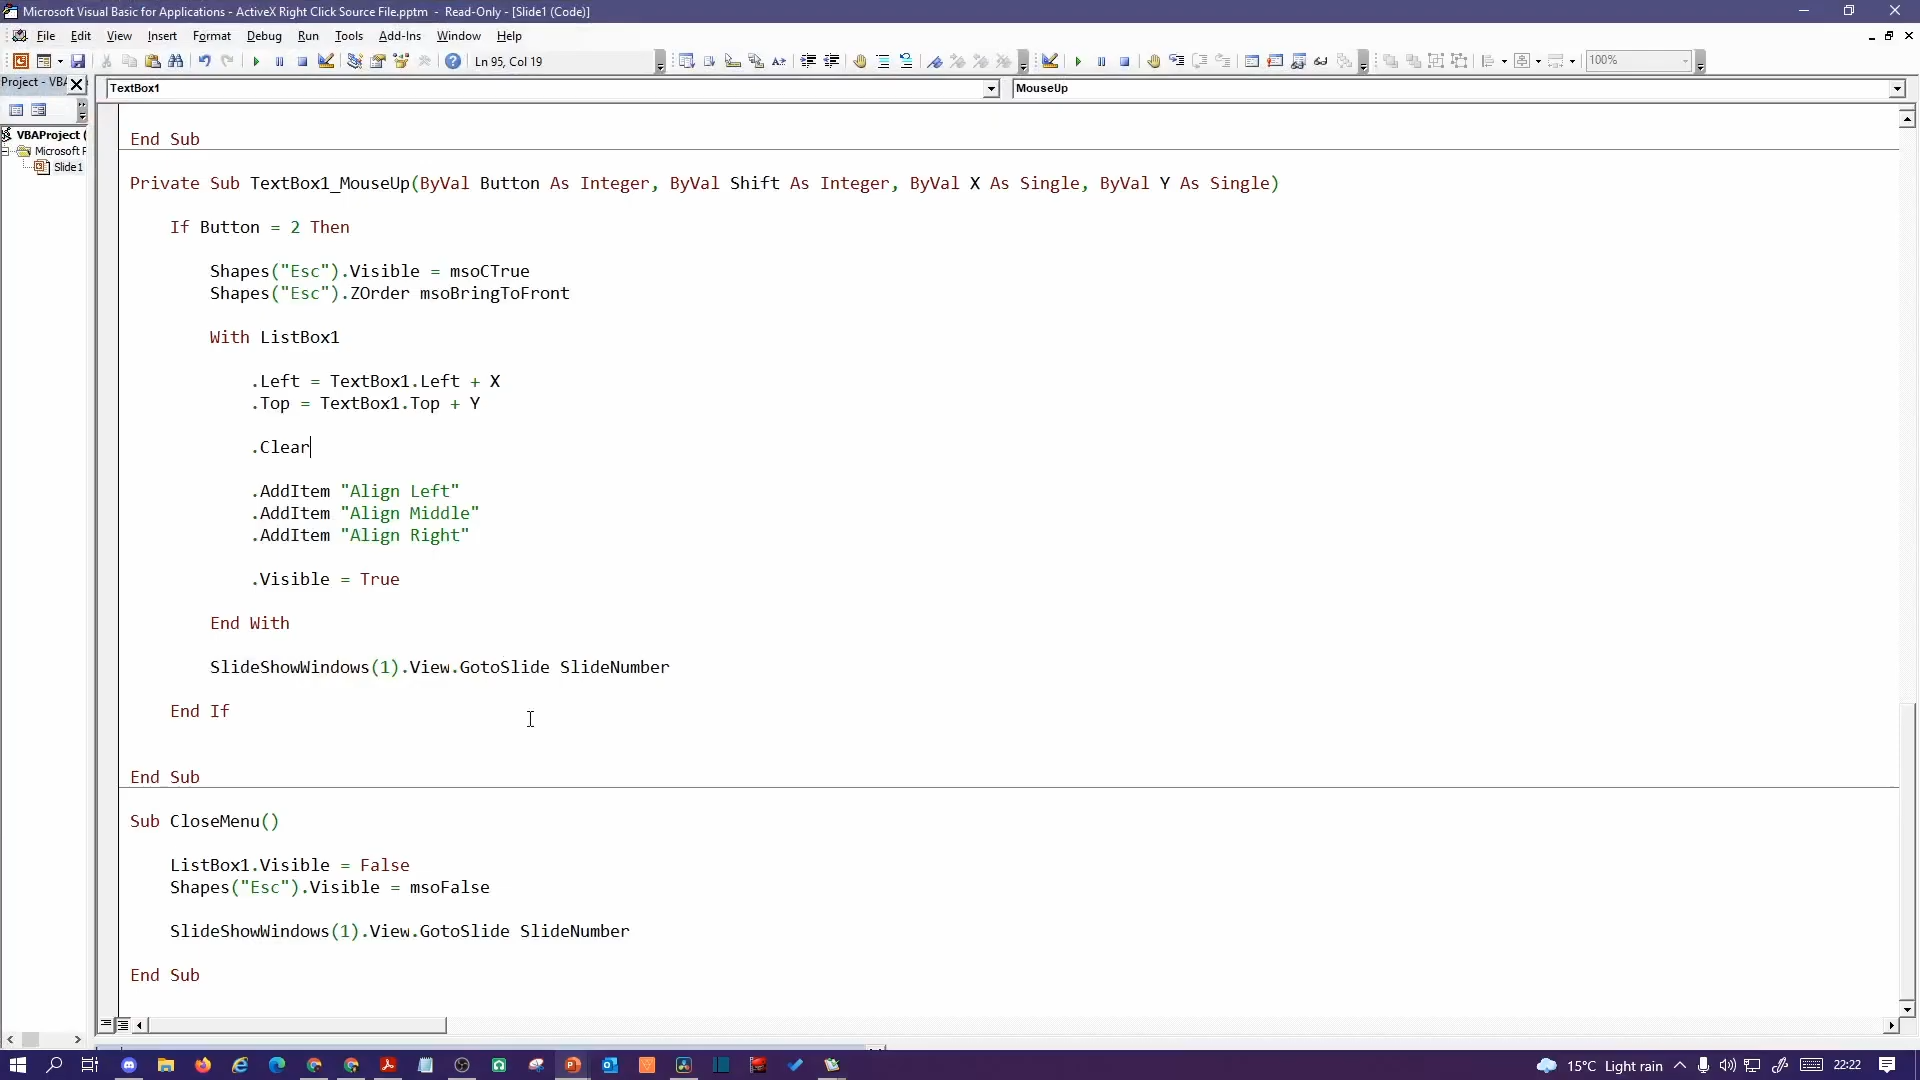 Microsoft Visual Basic for Applications - ActiveX Right Click Source File.pptm - Read-Only - [Slide1 (Code)]
File Edit View Insert Format Debug Run Tools Add-Ins Window Help
Ln 95, Col 19
100%
Project - VBA
TextBox1
MouseUp
VBAProject (
Microsoft P
Slide1
End Sub
Private Sub TextBox1_MouseUp(ByVal Button As Integer, ByVal Shift As Integer, ByVal X As Single, ByVal Y As Single)
If Button = 2 Then
Shapes("Esc").Visible = msoCTrue
Shapes("Esc").ZOrder msoBringToFront
With ListBox1
.Left = TextBox1.Left + X
.Top = TextBox1.Top + Y
.Clear
.AddItem "Align Left"
.AddItem "Align Middle"
.AddItem "Align Right"
.Visible = True
End With
SlideShowWindows(1).View.GotoSlide SlideNumber
End If
End Sub
Sub CloseMenu()
ListBox1.Visible = False
Shapes("Esc").Visible = msoFalse
SlideShowWindows(1).View.GotoSlide SlideNumber
End Sub
15°C Light rain
22:22